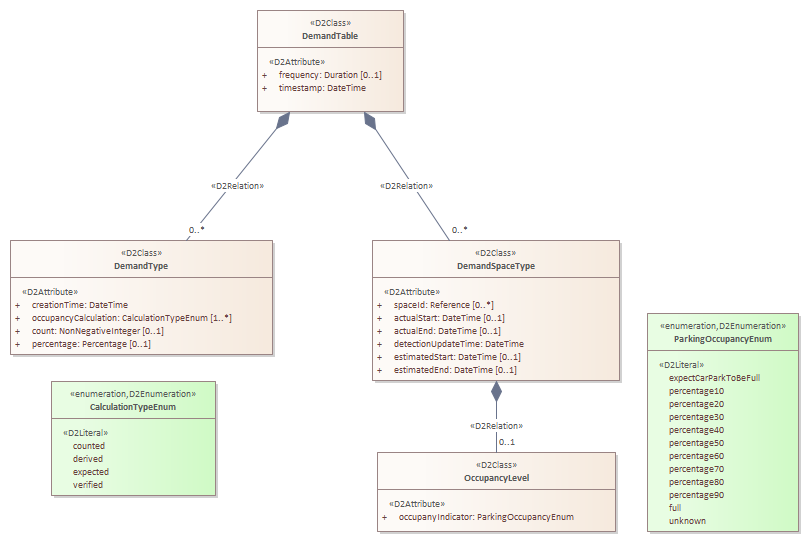 «D2Class»
DemandTable
«D2Attribute»
+ frequency: Duration [0..1]
+ timestamp: DateTime
«D2Relation»
«D2Relation»
0..*
0..*
«D2Class»
DemandType
«D2Attribute»
+ creationTime: DateTime
+ occupancyCalculation: CalculationTypeEnum [1..*]
+ count: NonNegativeInteger [0..1]
+ percentage: Percentage [0..1]
«D2Class»
DemandSpaceType
«D2Attribute»
+ spaceId: Reference [0..*]
+ actualStart: DateTime [0..1]
+ actualEnd: DateTime [0..1]
+ detectionUpdateTime: DateTime
+ estimatedStart: DateTime [0..1]
+ estimatedEnd: DateTime [0..1]
«enumeration,D2Enumeration»
ParkingOccupancyEnum
«D2Literal»
expectCarParkToBeFull
percentage10
percentage20
percentage30
percentage40
percentage50
percentage60
percentage70
percentage80
percentage90
full
unknown
«enumeration,D2Enumeration»
CalculationTypeEnum
«D2Literal»
counted
derived
expected
verified
«D2Relation»
0..1
«D2Class»
OccupancyLevel
«D2Attribute»
+ occupanyIndicator: ParkingOccupancyEnum